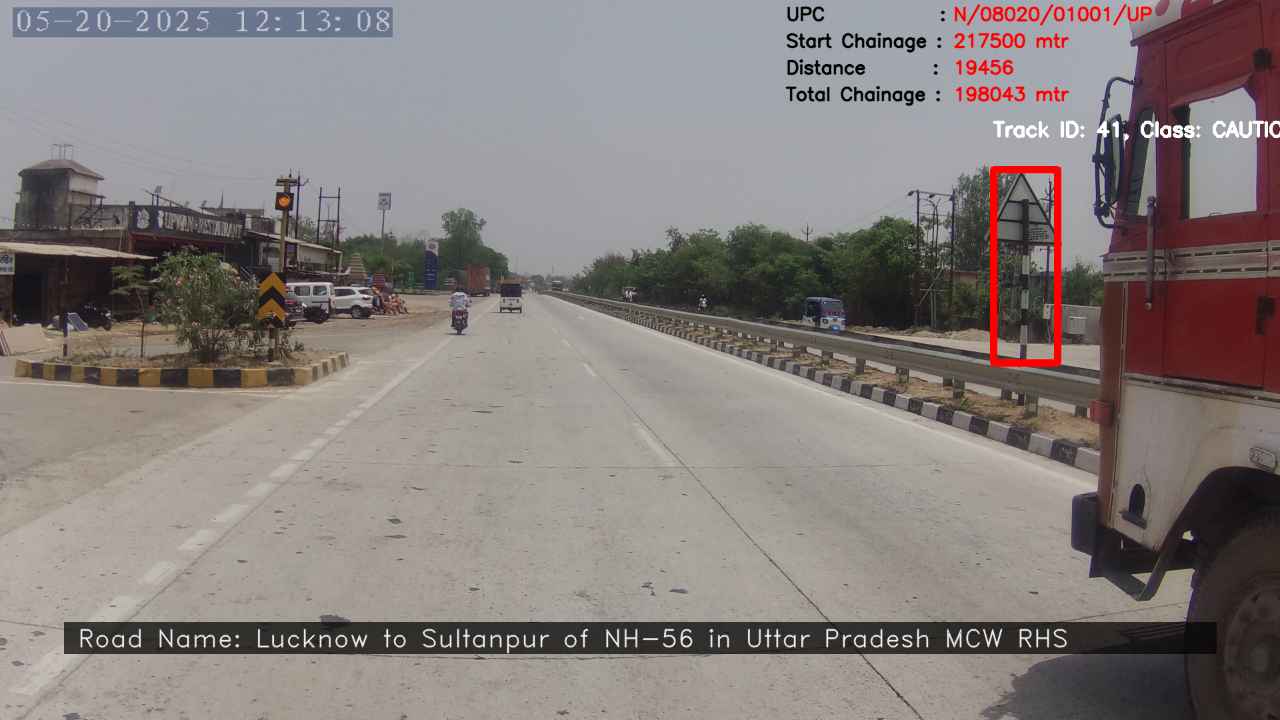 05-20-2025 12:13:08
UPC : N/08020/01001/UP
Start Chainage : 217500 mtr
Distance : 19456
Total Chainage : 198043 mtr
Track ID: 41, Class: CAUTIO
Road Name: Lucknow to Sultanpur of NH-56 in Uttar Pradesh MCW RHS